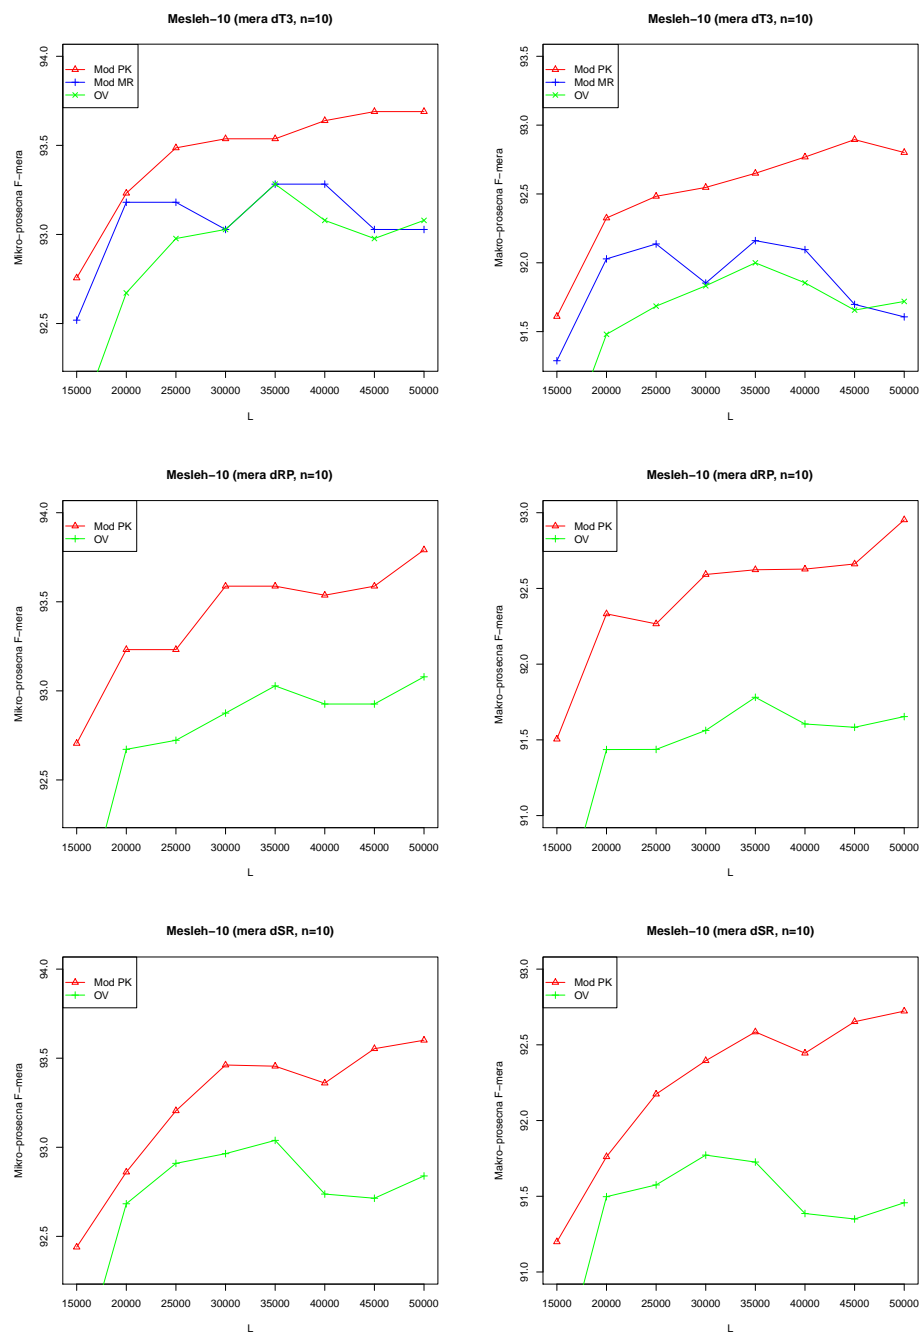 Mesleh−10 (mera dT3, n=10)
Mikro−prosecna F−mera
94.0
93.5
93.0
92.5
Mod PK
Mod MR
OV
15000 20000 25000 30000 35000 40000 45000 50000
L
Mesleh−10 (mera dT3, n=10)
Makro−prosecna F−mera
93.5
93.0
92.5
92.0
91.5
Mod PK
Mod MR
OV
15000 20000 25000 30000 35000 40000 45000 50000
L
Mesleh−10 (mera dRP, n=10)
Mikro−prosecna F−mera
94.0
93.5
93.0
92.5
Mod PK
OV
15000 20000 25000 30000 35000 40000 45000 50000
L
Mesleh−10 (mera dRP, n=10)
Makro−prosecna F−mera
93.0
92.5
92.0
91.5
91.0
Mod PK
OV
15000 20000 25000 30000 35000 40000 45000 50000
L
Mesleh−10 (mera dSR, n=10)
Mikro−prosecna F−mera
94.0
93.5
93.0
92.5
Mod PK
OV
15000 20000 25000 30000 35000 40000 45000 50000
L
Mesleh−10 (mera dSR, n=10)
Makro−prosecna F−mera
93.0
92.5
92.0
91.5
91.0
Mod PK
OV
15000 20000 25000 30000 35000 40000 45000 50000
L